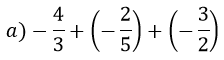 a) − 4/3 + (− 2/5) + (− 3/2)